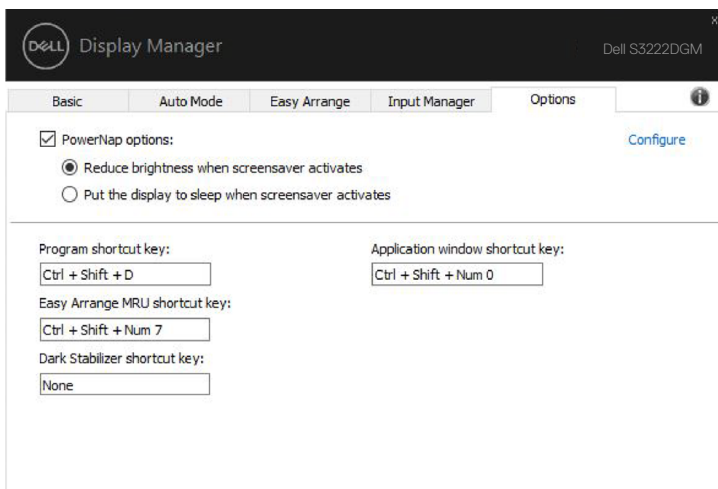 DELL Display Manager
X
Dell S3222DGM
Basic Auto Mode Easy Arrange Input Manager Options
PowerNap options: Configure
Reduce brightness when screensaver activates
Put the display to sleep when screensaver activates
Program shortcut key: Application window shortcut key:
Ctrl + Shift + D Ctrl + Shift + Num 0
Easy Arrange MRU shortcut key:
Ctrl + Shift + Num 7
Dark Stabilizer shortcut key:
None